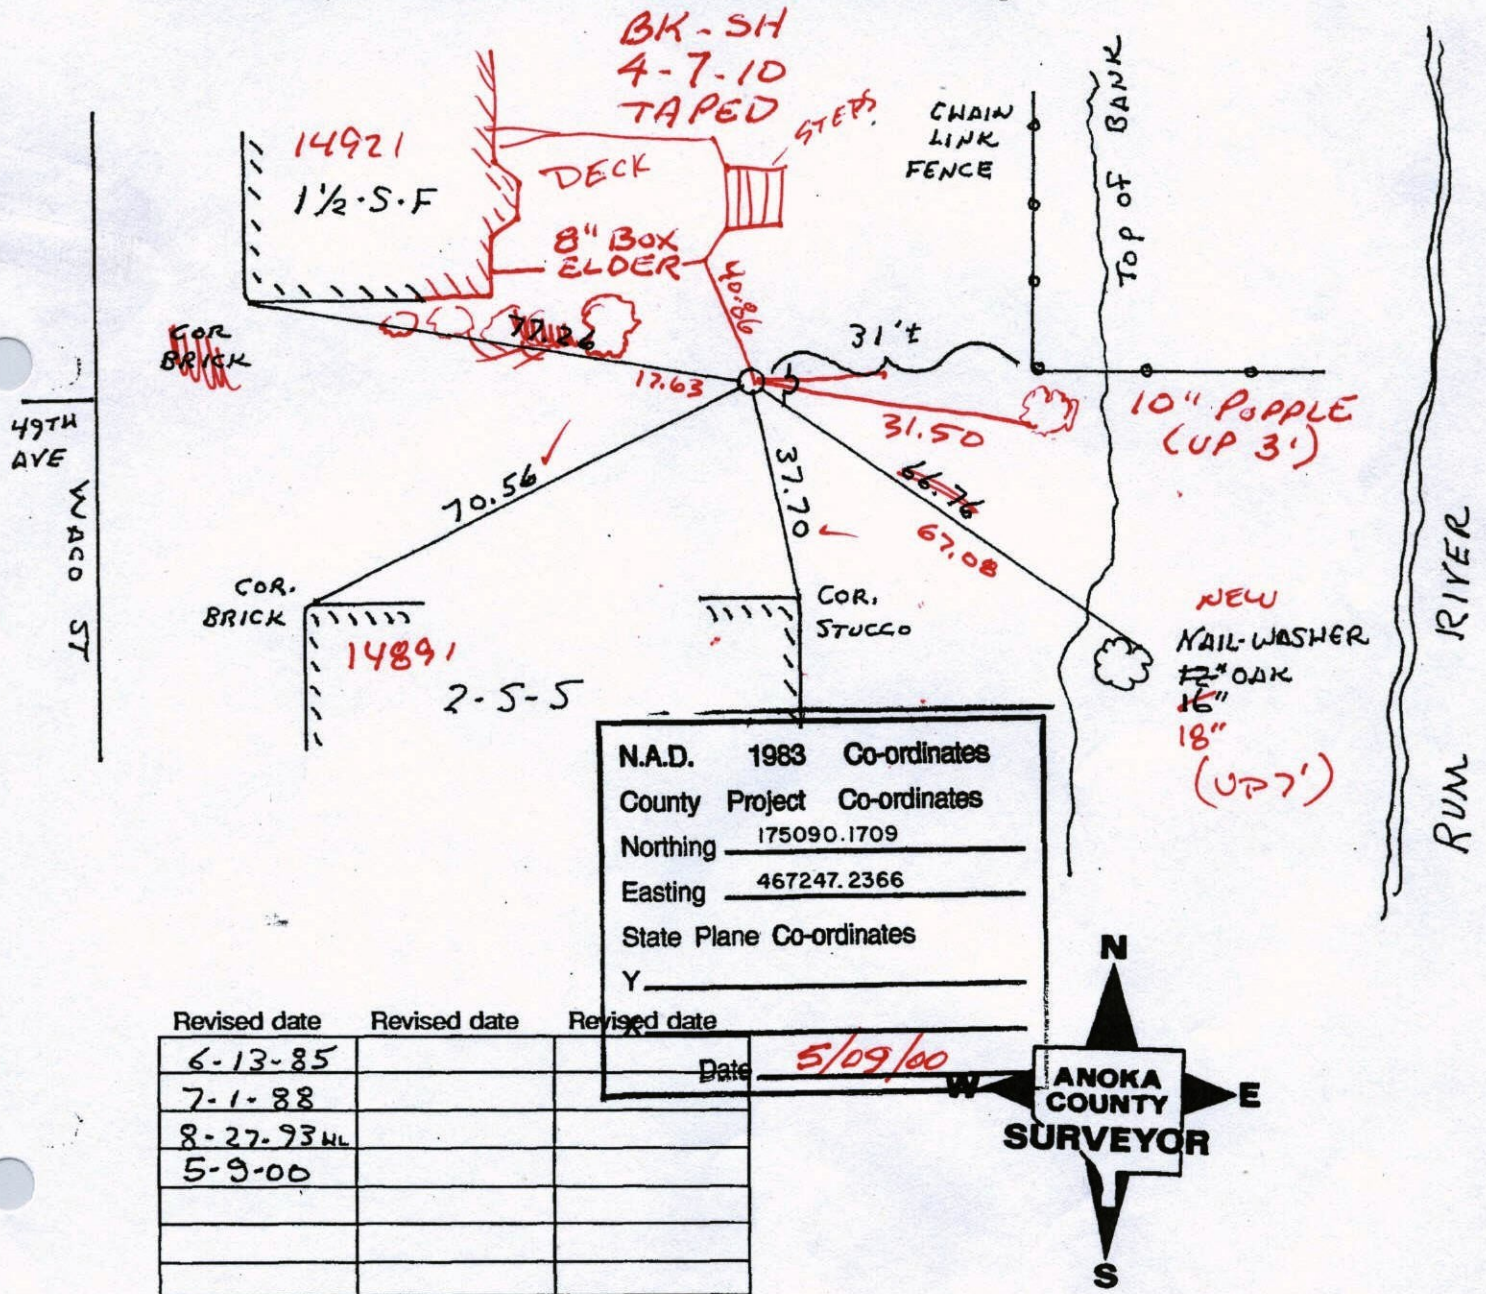 BK - SH
4-7-10
TAPED
STEPS
CHAIN
LINK
FENCE
TOP OF BANK
14921
1½·S·F
DECK
8" BOX
ELDER
40.86
COR
BRICK
77.26
17.63
31'±
31.50
10" POPPLE
(UP 3')
49TH
AVE
WACO ST
70.56
37.70
66.76
67.08
COR.
BRICK
14891
2-S-S
COR.
STUCCO
NEW
NAIL-WASHER
12" OAK
16"
18"
(UP 7')
RUM RIVER
N.A.D. 1983 Co-ordinates
County Project Co-ordinates
Northing 175090.1709
Easting 467247.2366
State Plane Co-ordinates
Y
X
Date 5/09/00
Revised date Revised date Revised date
6-13-85
7-1-88
8-27-93 WL
5-9-00
N
W
E
S
ANOKA
COUNTY
SURVEYOR